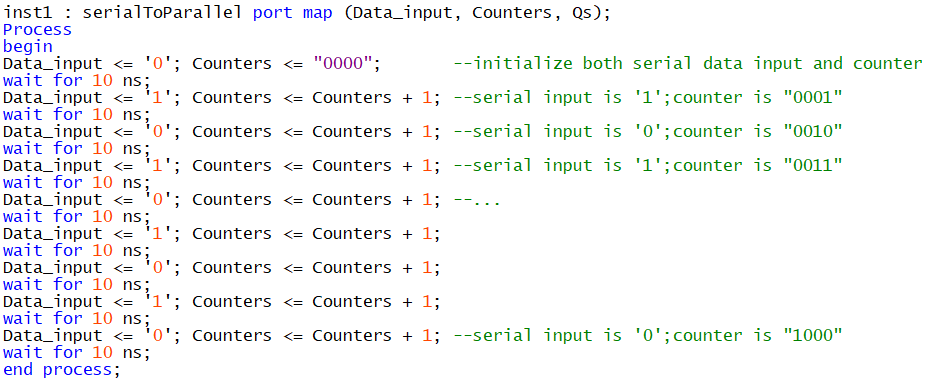 inst1 : serialToParallel port map (Data_input, Counters, Qs);
Process
begin
Data_input <= '0'; Counters <= "0000"; --initialize both serial data input and counter
wait for 10 ns;
Data_input <= '1'; Counters <= Counters + 1; --serial input is '1';counter is "0001"
wait for 10 ns;
Data_input <= '0'; Counters <= Counters + 1; --serial input is '0';counter is "0010"
wait for 10 ns;
Data_input <= '1'; Counters <= Counters + 1; --serial input is '1';counter is "0011"
wait for 10 ns;
Data_input <= '0'; Counters <= Counters + 1; --...
wait for 10 ns;
Data_input <= '1'; Counters <= Counters + 1;
wait for 10 ns;
Data_input <= '0'; Counters <= Counters + 1;
wait for 10 ns;
Data_input <= '1'; Counters <= Counters + 1;
wait for 10 ns;
Data_input <= '0'; Counters <= Counters + 1; --serial input is '0';counter is "1000"
wait for 10 ns;
end process;